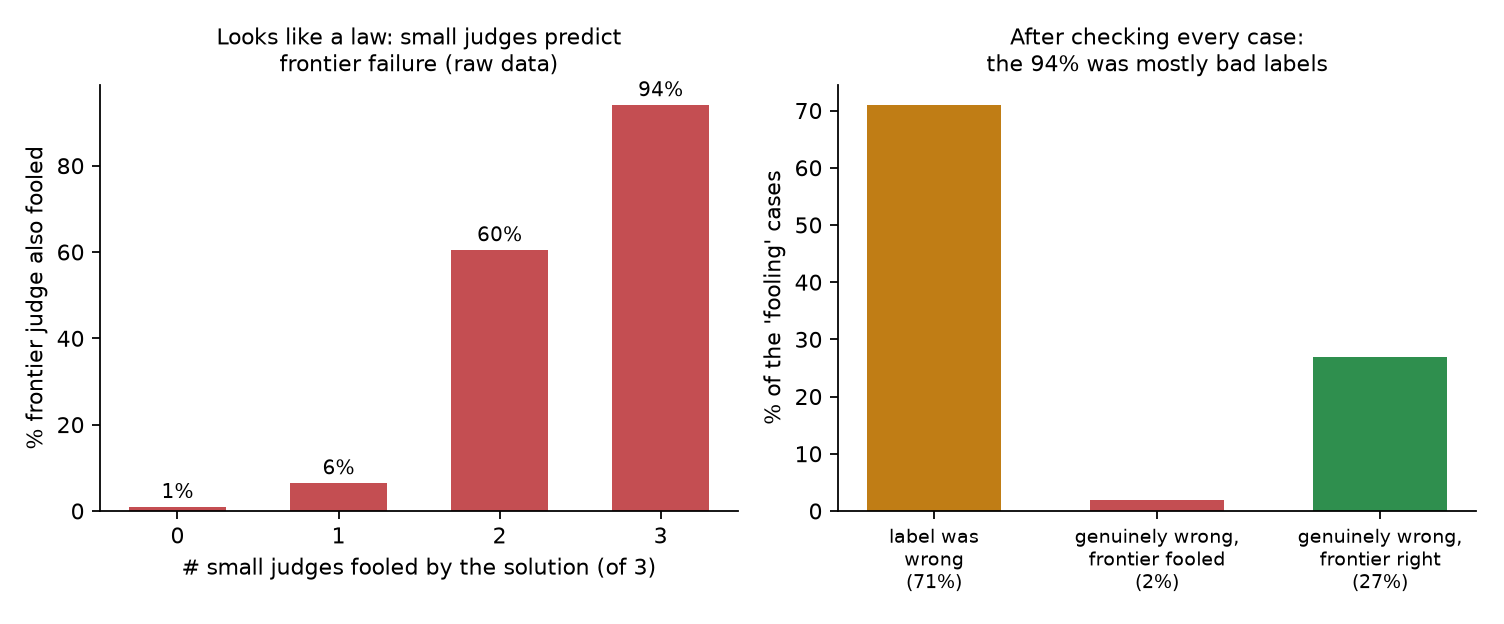 Looks like a law: small judges predict
frontier failure (raw data)
% frontier judge also fooled
80
60
40
20
0
1%
6%
60%
94%
0
1
2
3
# small judges fooled by the solution (of 3)
After checking every case:
the 94% was mostly bad labels
% of the 'fooling' cases
70
60
50
40
30
20
10
0
label was
wrong
(71%)
genuinely wrong,
frontier fooled
(2%)
genuinely wrong,
frontier right
(27%)